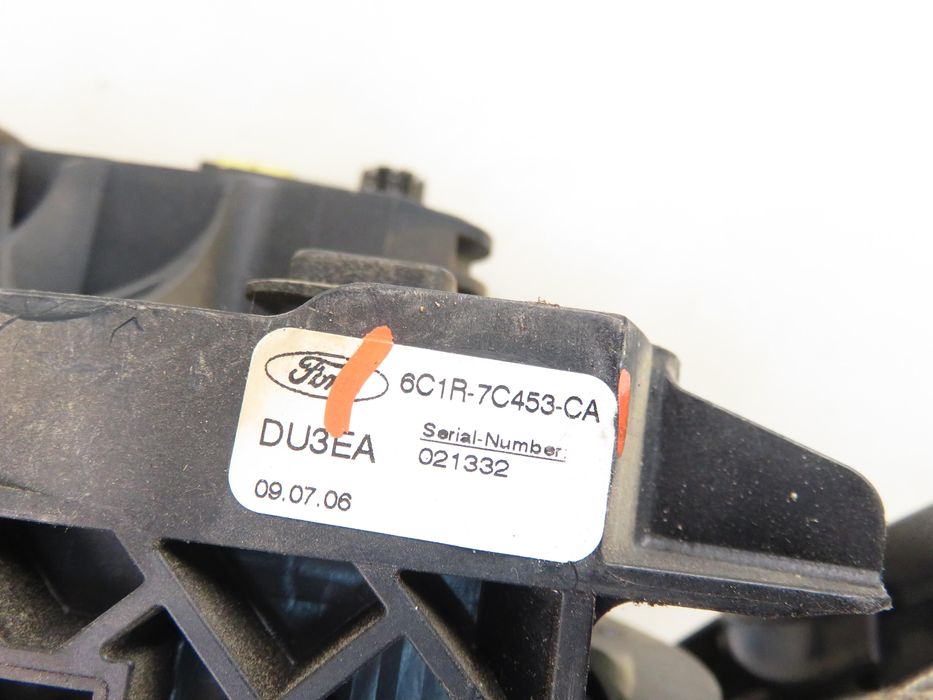 Ford 6C1R-7C453-CA
DU3EA Serial-Number:
021332
09.07.06